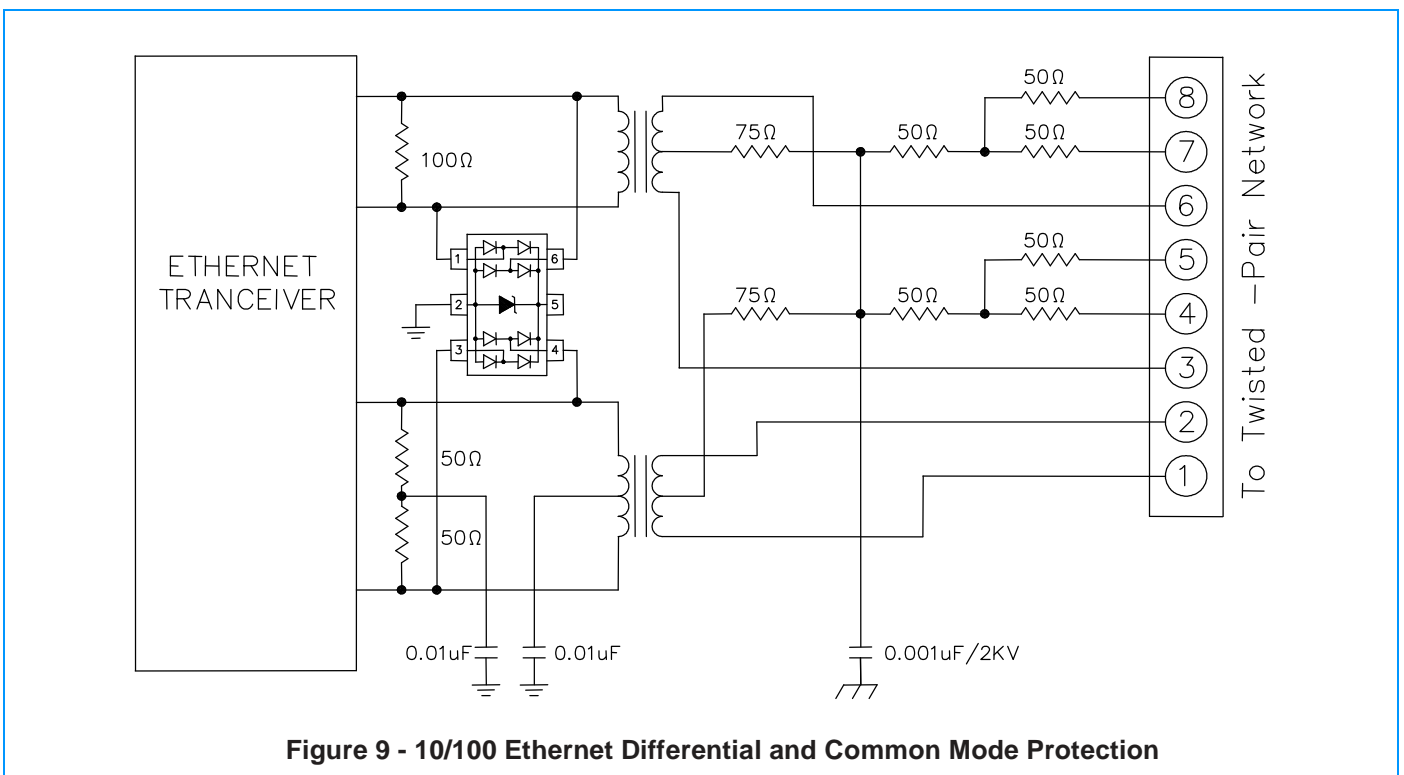 50Ω
8
75Ω
50Ω
50Ω
7
100Ω
6
1
6
50Ω
5
ETHERNET
TRANCEIVER
2
5
75Ω
50Ω
50Ω
4
3
4
3
2
50Ω
1
50Ω
To Twisted –Pair Network
0.01uF
0.01uF
0.001uF/2KV
Figure 9 - 10/100 Ethernet Differential and Common Mode Protection